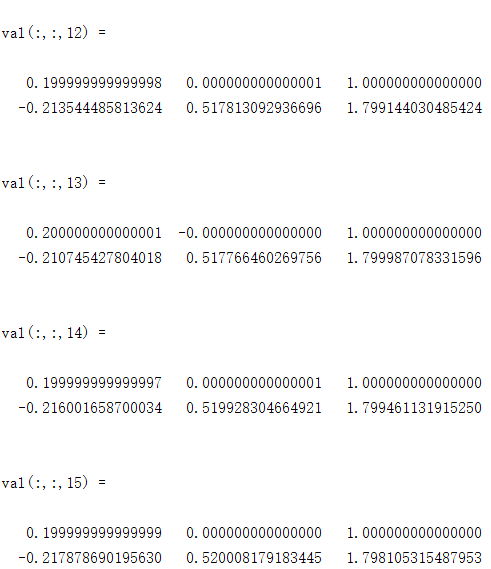 val(:,:,12) =
0.199999999999998 0.000000000000001 1.000000000000000
-0.213544485813624 0.517813092936696 1.799144030485424
val(:,:,13) =
0.200000000000001 -0.000000000000000 1.000000000000000
-0.210745427804018 0.517766460269756 1.799987078331596
val(:,:,14) =
0.199999999999997 0.000000000000001 1.000000000000000
-0.216001658700034 0.519928304664921 1.799461131915250
val(:,:,15) =
0.199999999999999 0.000000000000000 1.000000000000000
-0.217878690195630 0.520008179183445 1.798105315487953